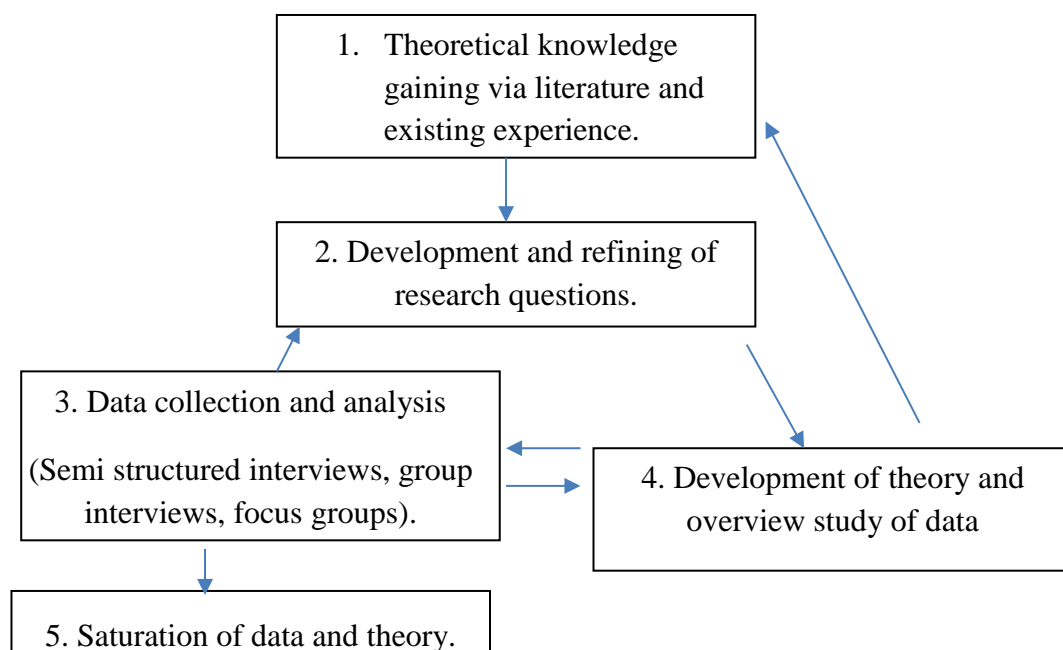 1. Theoretical knowledge
gaining via literature and
existing experience.
2. Development and refining of
research questions.
3. Data collection and analysis
(Semi structured interviews, group
interviews, focus groups).
4. Development of theory and
overview study of data
5. Saturation of data and theory.